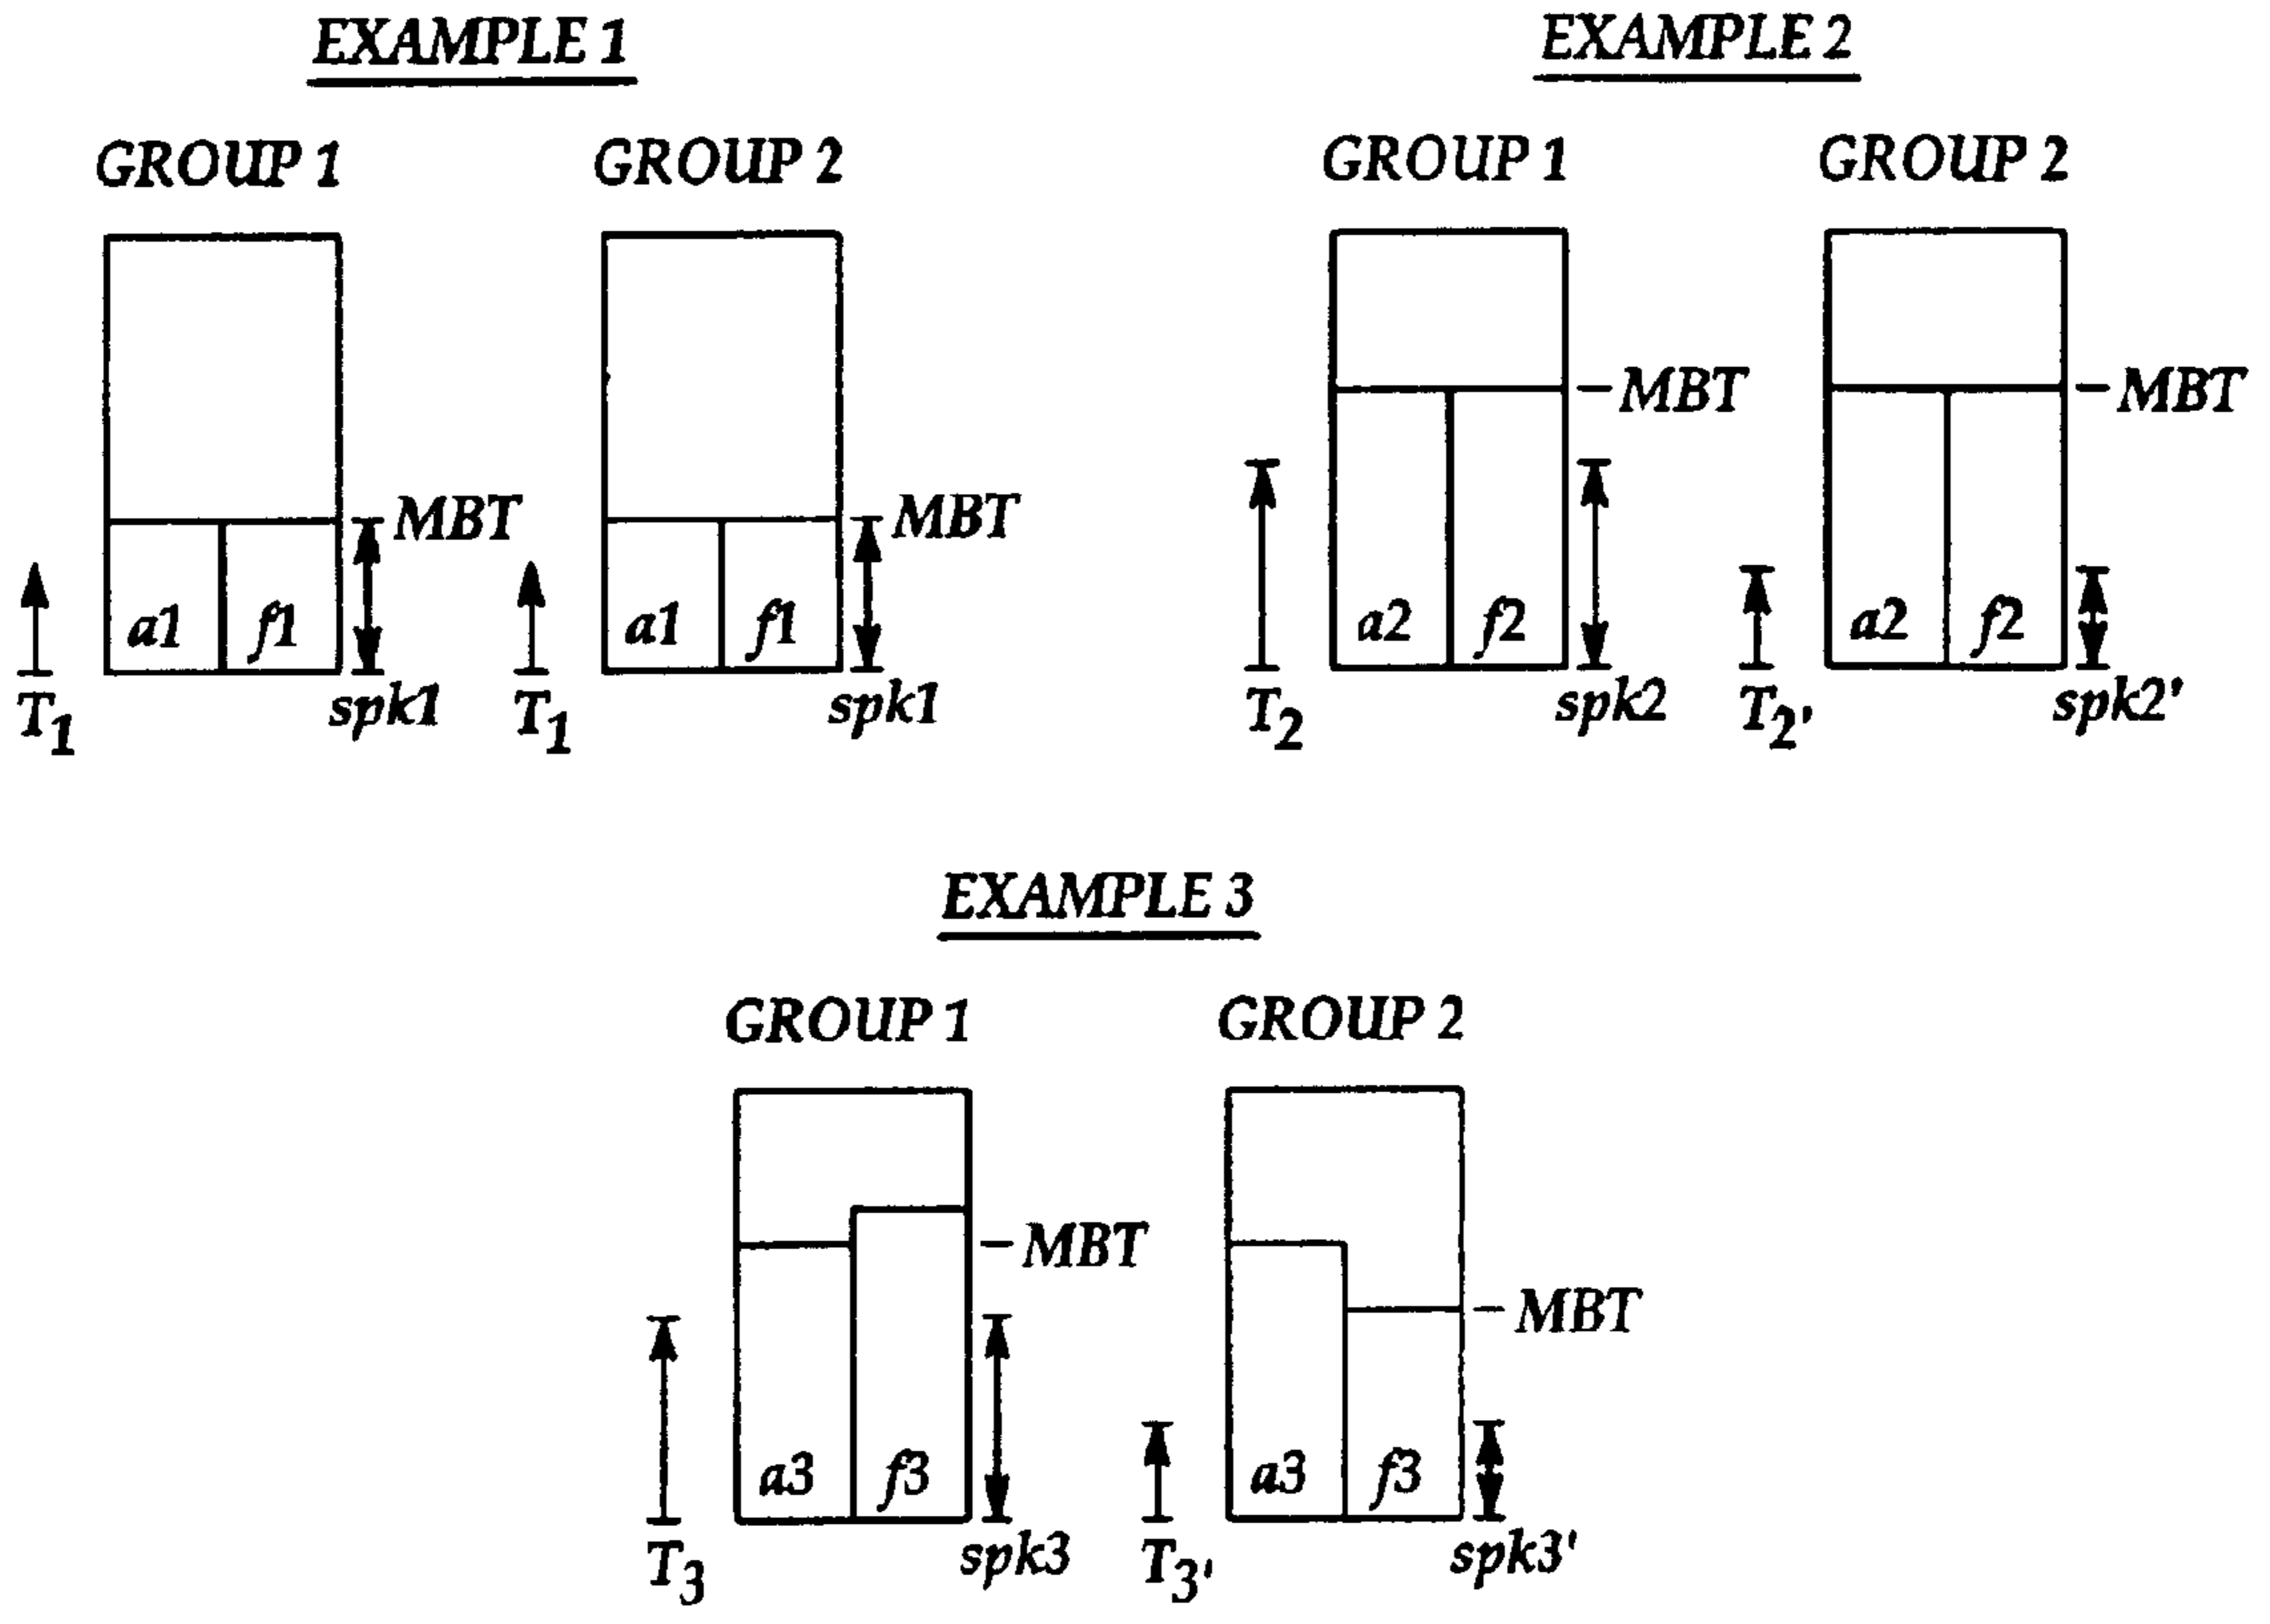 EXAMPLE 1
GROUP 1 GROUP 2
MBT MBT
a1 f1 a1 f1
T1 spk1 T1 spk1
EXAMPLE 2
GROUP 1 GROUP 2
MBT MBT
a2 f2 a2 f2
T2 spk2 T2' spk2'
EXAMPLE 3
GROUP 1 GROUP 2
MBT
MBT
a3 f3 a3 f3
T3 spk3 T3' spk3'